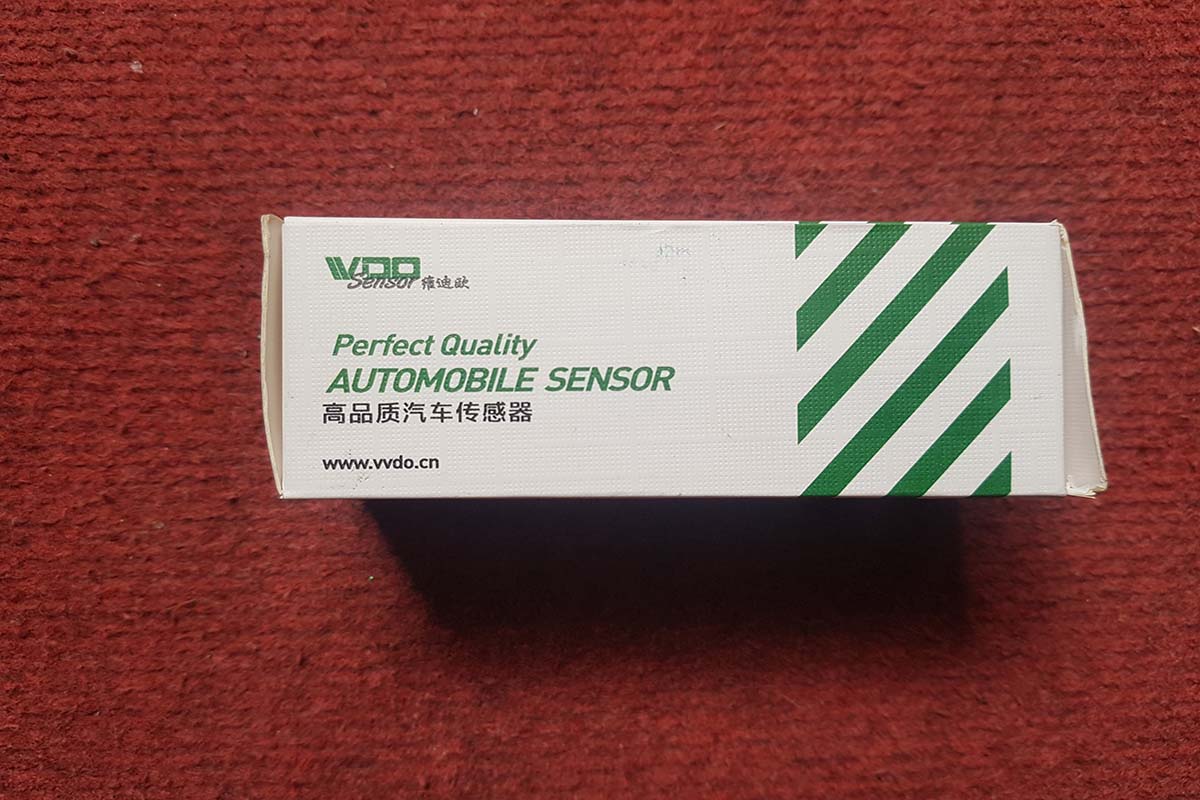 VVDO
Sensor 维迪欧
Perfect Quality
AUTOMOBILE SENSOR
高品质汽车传感器
www.vvdo.cn